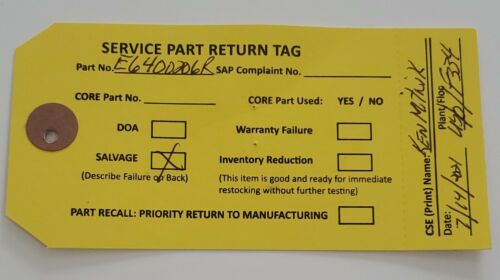 SERVICE PART RETURN TAG
Part No. E6400206R SAP Complaint No.
CORE Part No. CORE Part Used: YES / NO
DOA Warranty Failure
SALVAGE X Inventory Reduction
(Describe Failure on Back) (This item is good and ready for immediate
restocking without further testing)
PART RECALL: PRIORITY RETURN TO MANUFACTURING
CSE (Print) Name: KEN
Date: Plant/Floc